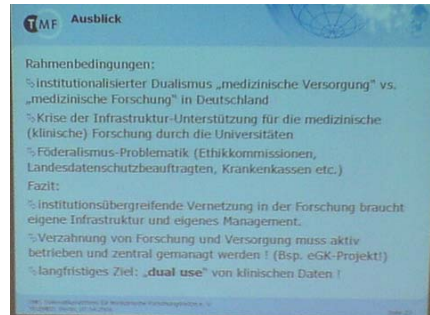 TMF Ausblick
Rahmenbedingungen:
institutionalisierter Dualismus „medizinische Versorgung" vs.
„medizinische Forschung" in Deutschland
Krise der Infrastruktur-Unterstützung für die medizinische
(klinische) Forschung durch die Universitäten
Föderalismus-Problematik (Ethikkommissionen,
Landesdatenschutzbeauftragten, Krankenkassen etc.)
Fazit:
institutionsübergreifende Vernetzung in der Forschung braucht
eigene Infrastruktur und eigenes Management.
Verzahnung von Forschung und Versorgung muss aktiv
betrieben und zentral gemanagt werden ! (Bsp. eGK-Projekt!)
langfristiges Ziel: „dual use" von klinischen Daten !